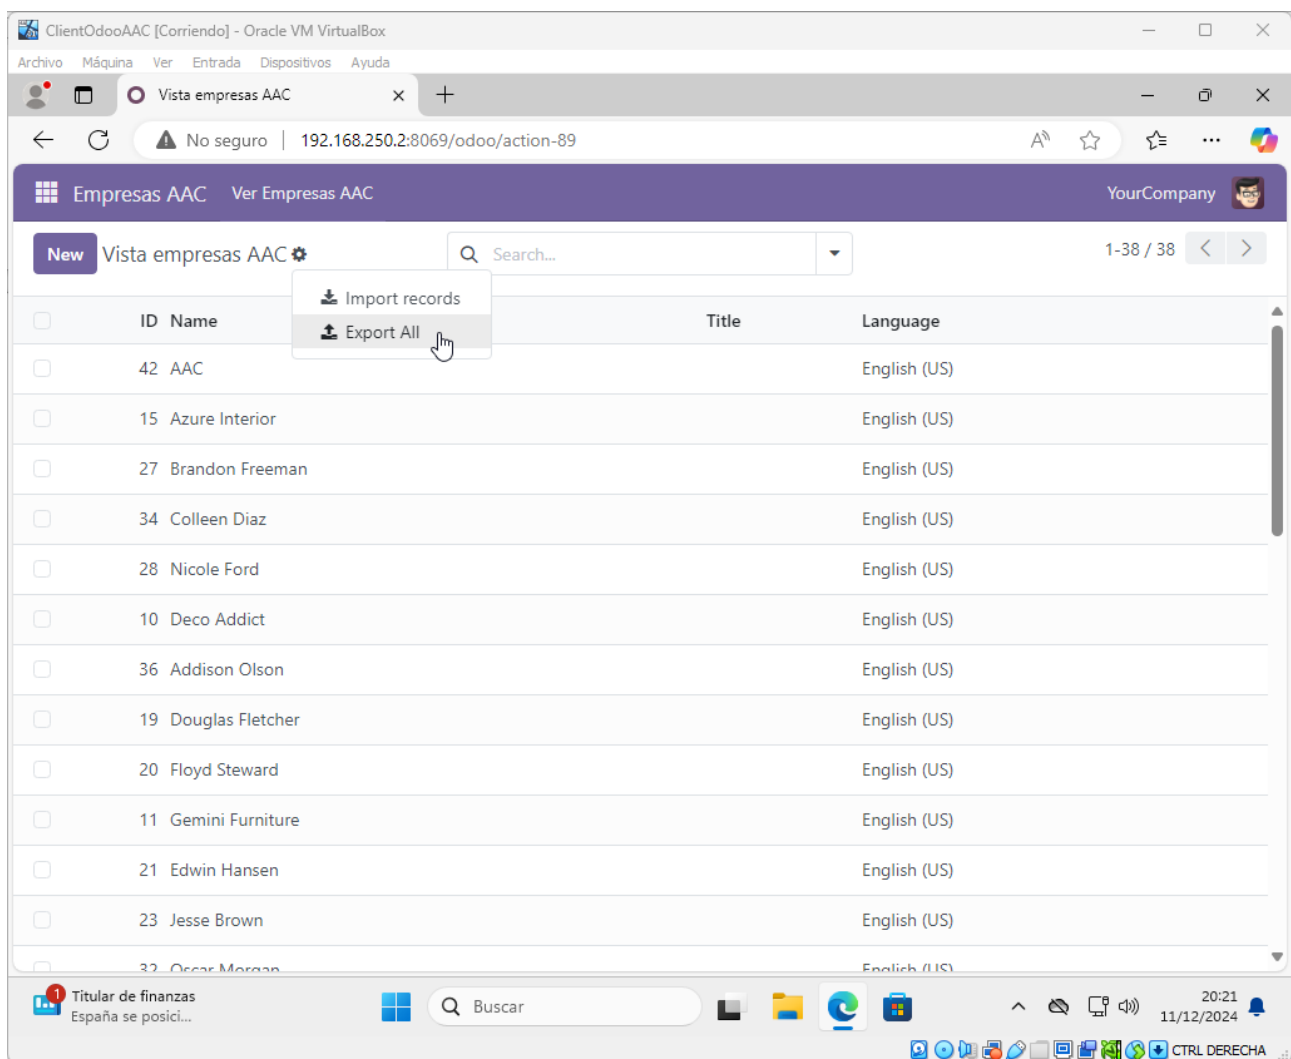 ClientOdooAAC [Corriendo] - Oracle VM VirtualBox
Archivo Máquina Ver Entrada Dispositivos Ayuda
Vista empresas AAC
No seguro 192.168.250.2:8069/odoo/action-89
Empresas AAC Ver Empresas AAC YourCompany
New Vista empresas AAC Search... 1-38 / 38
Import records
Export All
ID Name Title Language
42 AAC English (US)
15 Azure Interior English (US)
27 Brandon Freeman English (US)
34 Colleen Diaz English (US)
28 Nicole Ford English (US)
10 Deco Addict English (US)
36 Addison Olson English (US)
19 Douglas Fletcher English (US)
20 Floyd Steward English (US)
11 Gemini Furniture English (US)
21 Edwin Hansen English (US)
23 Jesse Brown English (US)
32 Oscar Morgan English (US)
1 Titular de finanzas
España se posici...
Buscar
20:21
11/12/2024
CTRL DERECHA